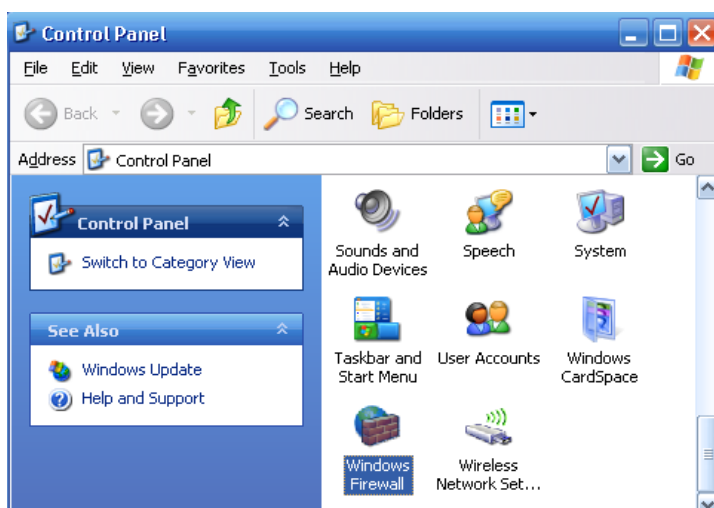 Control Panel
File Edit View Favorites Tools Help
Back Search Folders
Address Control Panel Go
Control Panel
Switch to Category View
See Also
Windows Update
Help and Support
Sounds and
Audio Devices
Speech
System
Taskbar and
Start Menu
User Accounts
Windows
CardSpace
Windows
Firewall
Wireless
Network Set...